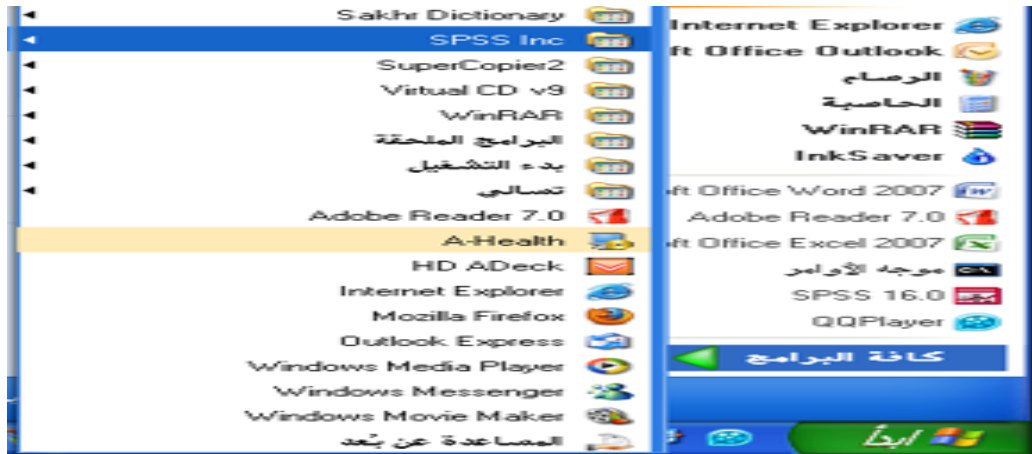 Internet Explorer
ft Office Outlook
الرسام
الحاسبة
WinRAR
InkSaver
ft Office Word 2007
Adobe Reader 7.0
ft Office Excel 2007
موجه الأوامر
SPSS 16.0
QQPlayer
كافة البرامج
ابدأ
Sakhr Dictionary
SPSS Inc
SuperCopier2
Virtual CD v9
WinRAR
البرامج الملحقة
بدء التشغيل
تسالي
Adobe Reader 7.0
A-Health
HD ADeck
Internet Explorer
Mozilla Firefox
Outlook Express
Windows Media Player
Windows Messenger
Windows Movie Maker
المساعدة عن بُعد